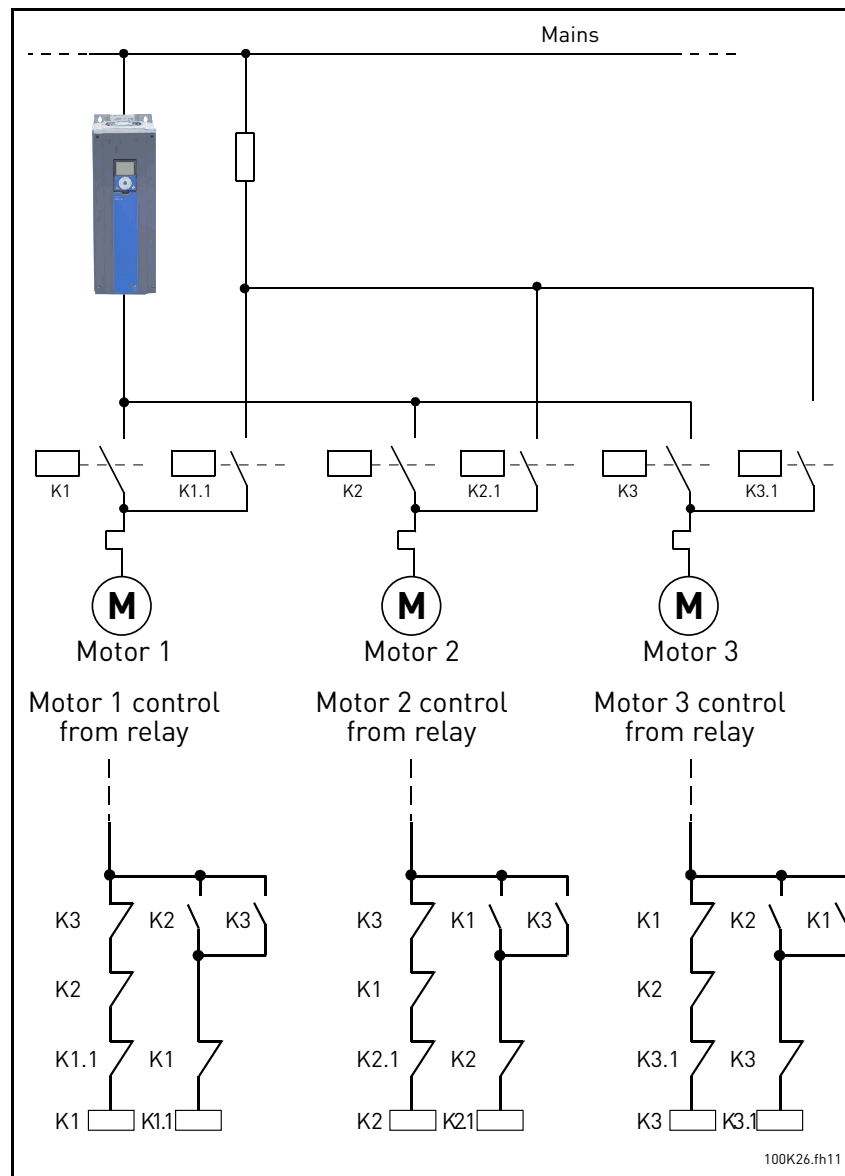 Mains
K1
K1.1
K2
K2.1
K3
K3.1
M
M
M
Motor 1
Motor 2
Motor 3
Motor 1 control
from relay
Motor 2 control
from relay
Motor 3 control
from relay
K3
K2
K3
K3
K1
K3
K1
K2
K1
K2
K1
K2
K1.1
K1
K2.1
K2
K3.1
K3
K1
K1.1
K2
K2.1
K3
K3.1
100K26.fh11